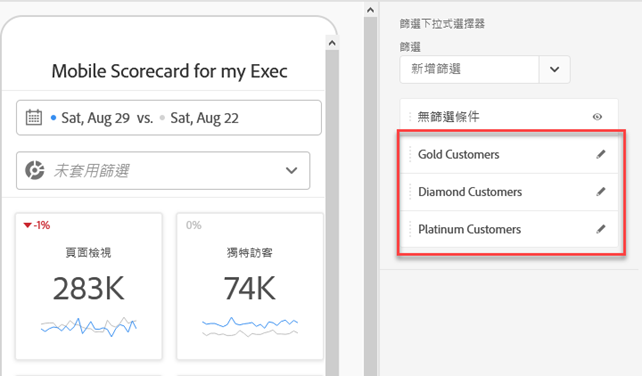 Mobile Scorecard for my Exec
Sat, Aug 29 vs. Sat, Aug 22
未套用篩選
-1%
頁面檢視
283K
0%
獨特訪客
74K
篩選下拉式選擇器
篩選
新增篩選
無篩選條件
Gold Customers
Diamond Customers
Platinum Customers